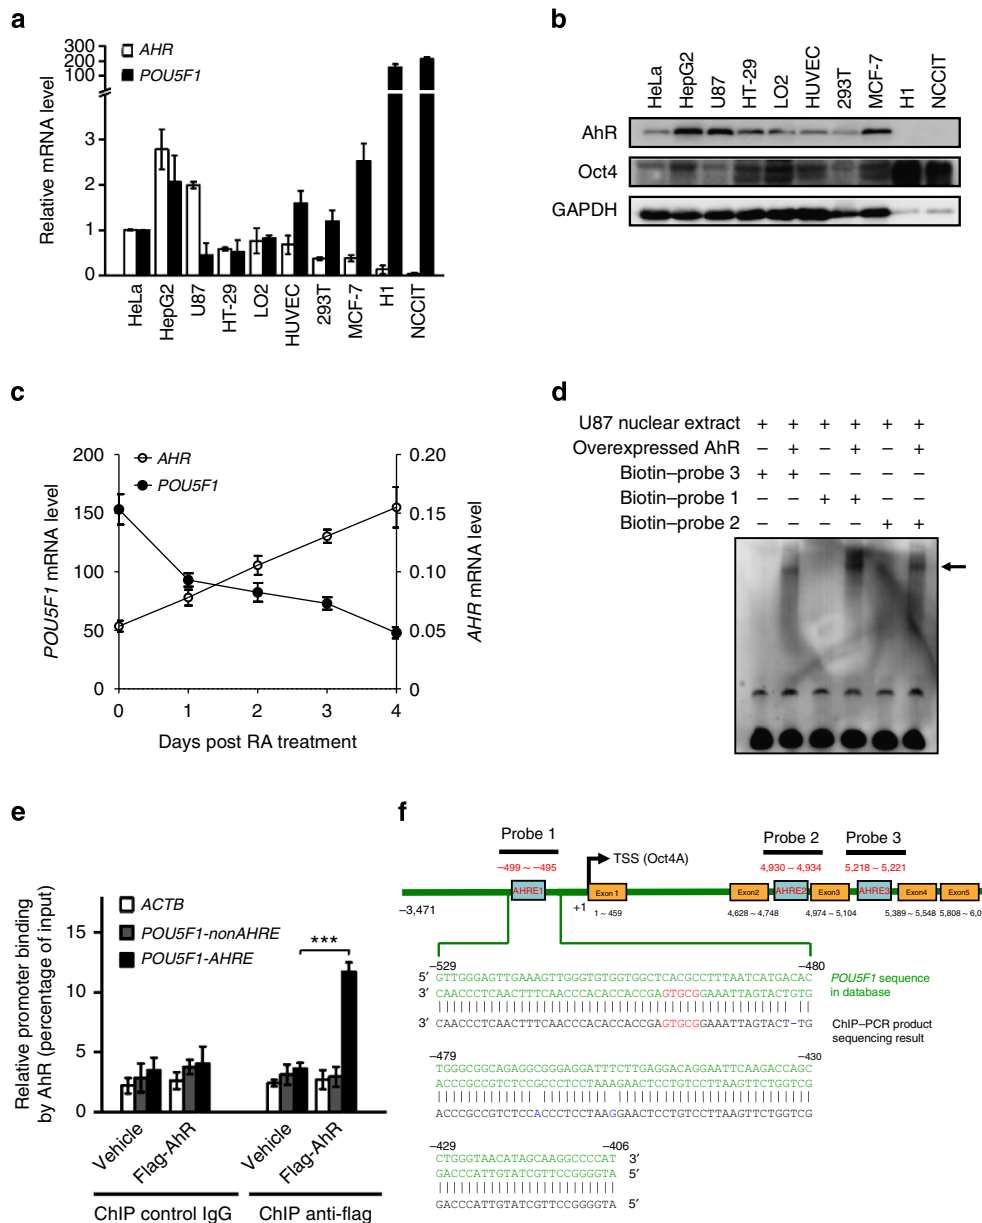 a
AHR
POU5F1
Relative mRNA level
300
200
100
3
2
1
0
HeLa
HepG2
U87
HT-29
LO2
HUVEC
293T
MCF-7
H1
NCCIT
b
HeLa
HepG2
U87
HT-29
LO2
HUVEC
293T
MCF-7
H1
NCCIT
AhR
Oct4
GAPDH
c
AHR
POU5F1
POU5F1 mRNA level
200
150
100
50
0
AHR mRNA level
0.20
0.15
0.10
0.05
0
0 1 2 3 4
Days post RA treatment
d
U87 nuclear extract + + + + + +
Overexpressed AhR – + – + – +
Biotin–probe 3 + + – – – –
Biotin–probe 1 – – + + – –
Biotin–probe 2 – – – – + +
e
ACTB
POU5F1-nonAHRE
POU5F1-AHRE
***
Relative promoter binding
by AhR (percentage of input)
15
10
5
0
Vehicle
Flag-AhR
Vehicle
Flag-AhR
ChIP control IgG
ChIP anti-flag
f
Probe 1 Probe 2 Probe 3
–499 ~ –495 TSS (Oct4A) 4,930 ~ 4,934 5,218 ~ 5,221
AHRE1 Exon 1 Exon2 AHRE2 Exon3 AHRE3 Exon4 Exon5
–3,471 +1 1 ~ 459 4,628 ~ 4,748 4,974 ~ 5,104 5,389 ~ 5,548 5,808 ~ 6,0
–529 –480
5′ GTTGGGAGTTGAAAGTTGGGTGTGGTGGCTCACGCCTTTAATCATGACAC
3′ CAACCCTCAACTTTCAACCCACACCACCGAGTGCGGAAATTAGTACTGTG
POU5F1 sequence
in database
3′ CAACCCTCAACTTTCAACCCACACCACCGAGTGCGGAAATTAGTACT-TG
ChIP–PCR product
sequencing result
–479 –430
TGGGCGGCAGAGGCGGGAGGATTTCTTGAGGACAGGAATTCAAGACCAGC
ACCCGCCGTCTCCGCCCTCCTAAAGAACTCCTGTCCTTAAGTTCTGGTCG
ACCCGCCGTCTCCACCCTCCTAAGGAACTCCTGTCCTTAAGTTCTGGTCG
–429 –406
CTGGGTAACATAGCAAGGCCCCAT 3′
GACCCATTGTATCGTTCCGGGGTA 5′
GACCCATTGTATCGTTCCGGGGTA 5′